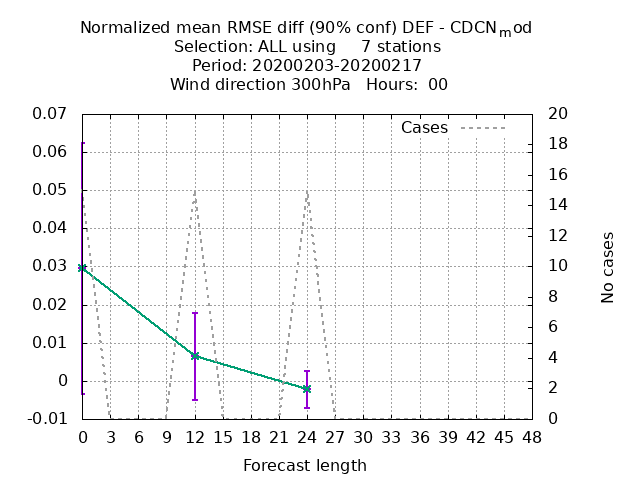 Normalized mean RMSE diff (90% conf) DEF - CDCNmod
Selection: ALL using 7 stations
Period: 20200203-20200217
Wind direction 300hPa Hours: 00
Cases
0.07
0.06
0.05
0.04
0.03
0.02
0.01
0
-0.01
20
18
16
14
12
10
8
6
4
2
0
No cases
0 3 6 9 12 15 18 21 24 27 30 33 36 39 42 45 48
Forecast length